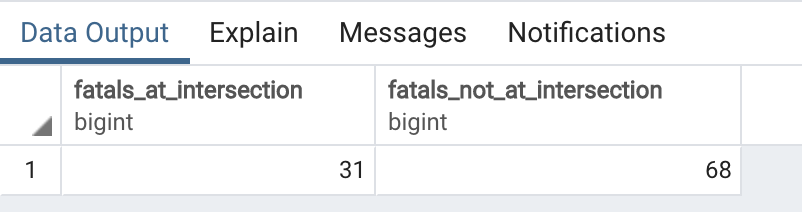 Data Output Explain Messages Notifications
fatals_at_intersection fatals_not_at_intersection
bigint bigint
1 31 68